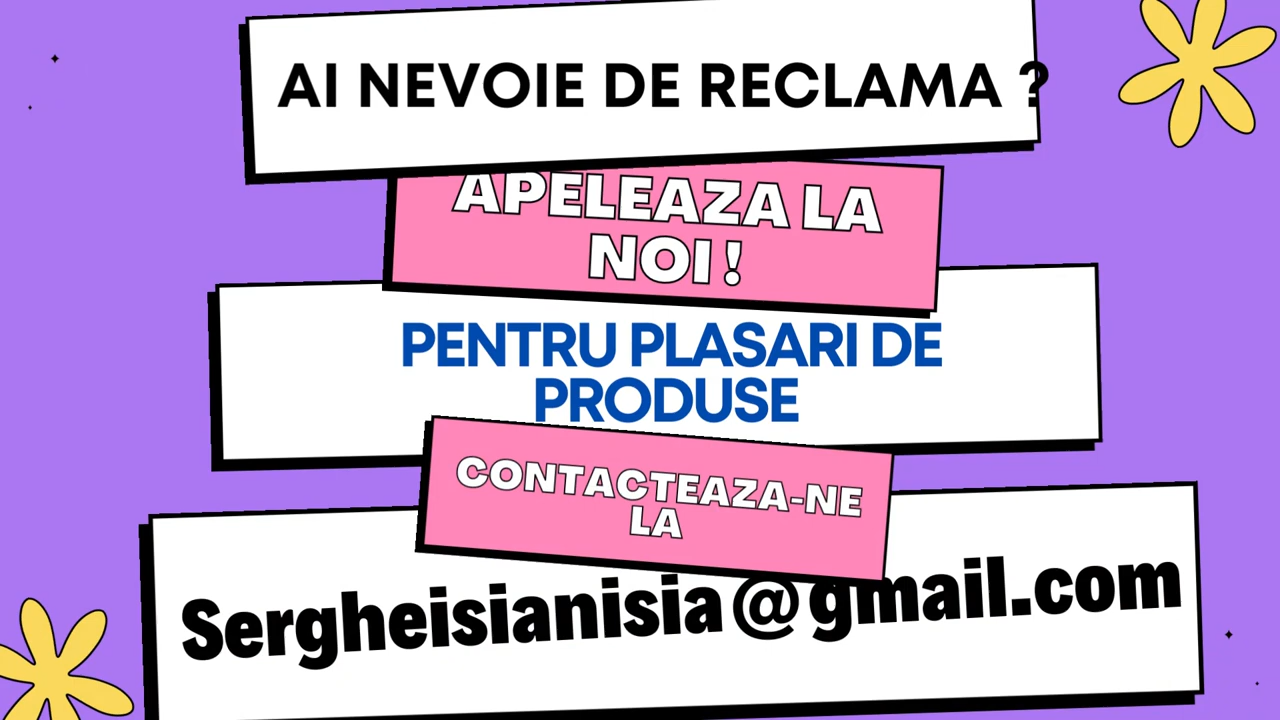 AI NEVOIE DE RECLAMA ?
APELEAZA LA
NOI !
PENTRU PLASARI DE
PRODUSE
CONTACTEAZA-NE
LA
Sergheisianisia@gmail.com